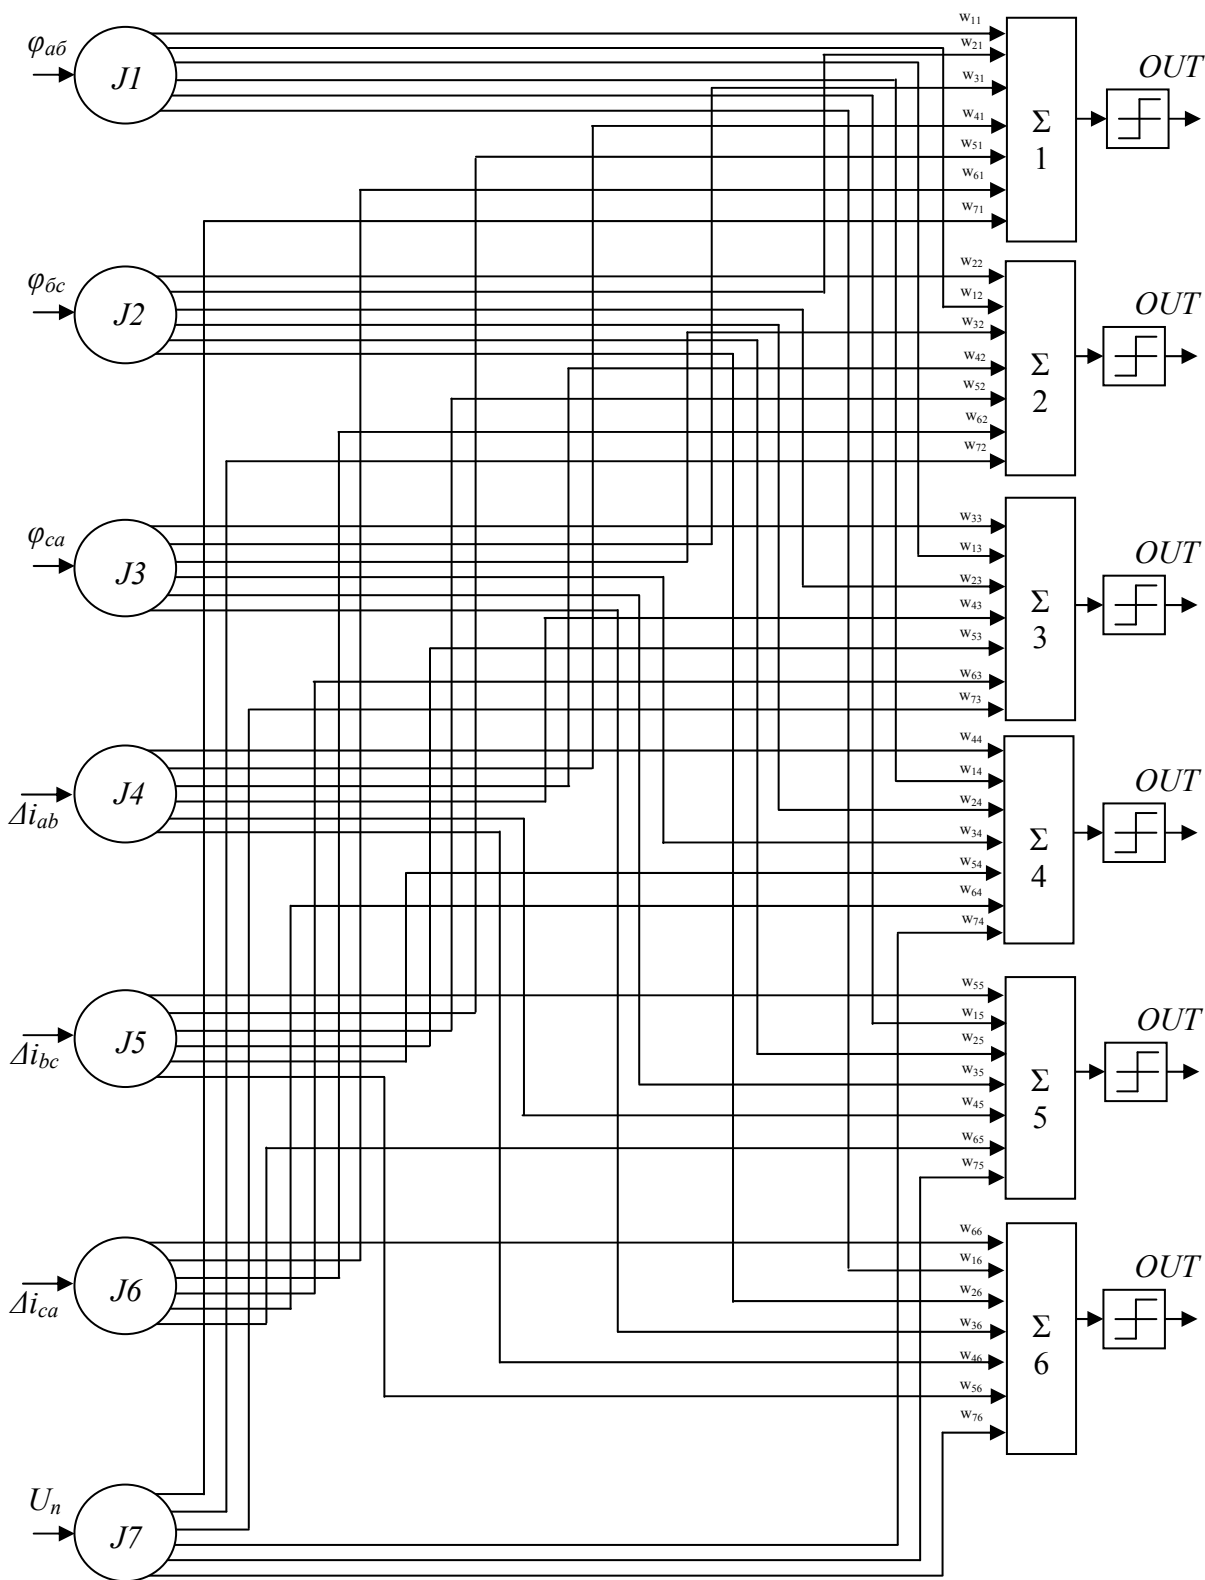 φаб
J1
w11
w21
w31
w41
w51
w61
w71
Σ
1
OUT
φбс
J2
w22
w12
w32
w42
w52
w62
w72
Σ
2
OUT
φca
J3
w33
w13
w23
w43
w53
w63
w73
Σ
3
OUT
Δiab
J4
w44
w14
w24
w34
w54
w64
w74
Σ
4
OUT
Δibc
J5
w55
w15
w25
w35
w45
w65
w75
Σ
5
OUT
Δica
J6
w66
w16
w26
w36
w46
w56
w76
Σ
6
OUT
Un
J7